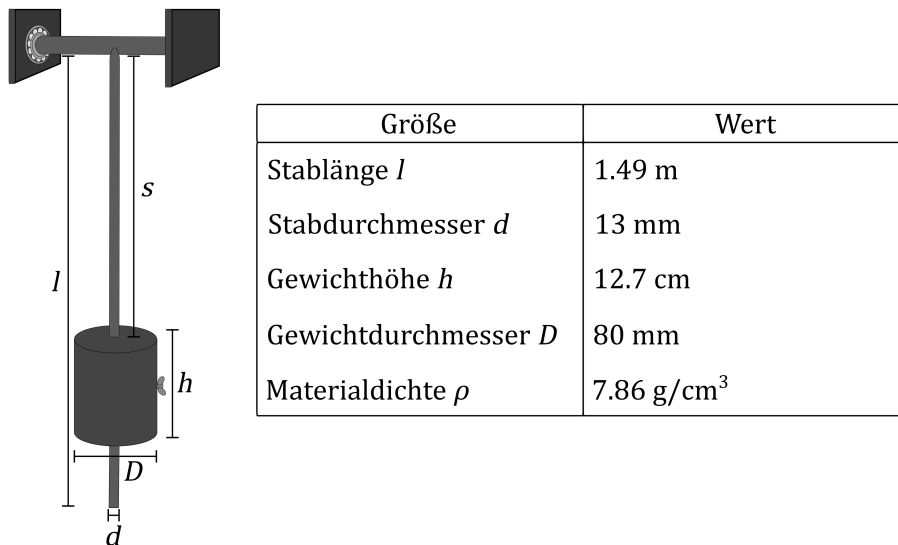 l
s
h
D
d
Größe Wert
Stablänge l 1.49 m
Stabdurchmesser d 13 mm
Gewichthöhe h 12.7 cm
Gewichtdurchmesser D 80 mm
Materialdichte ρ 7.86 g/cm³